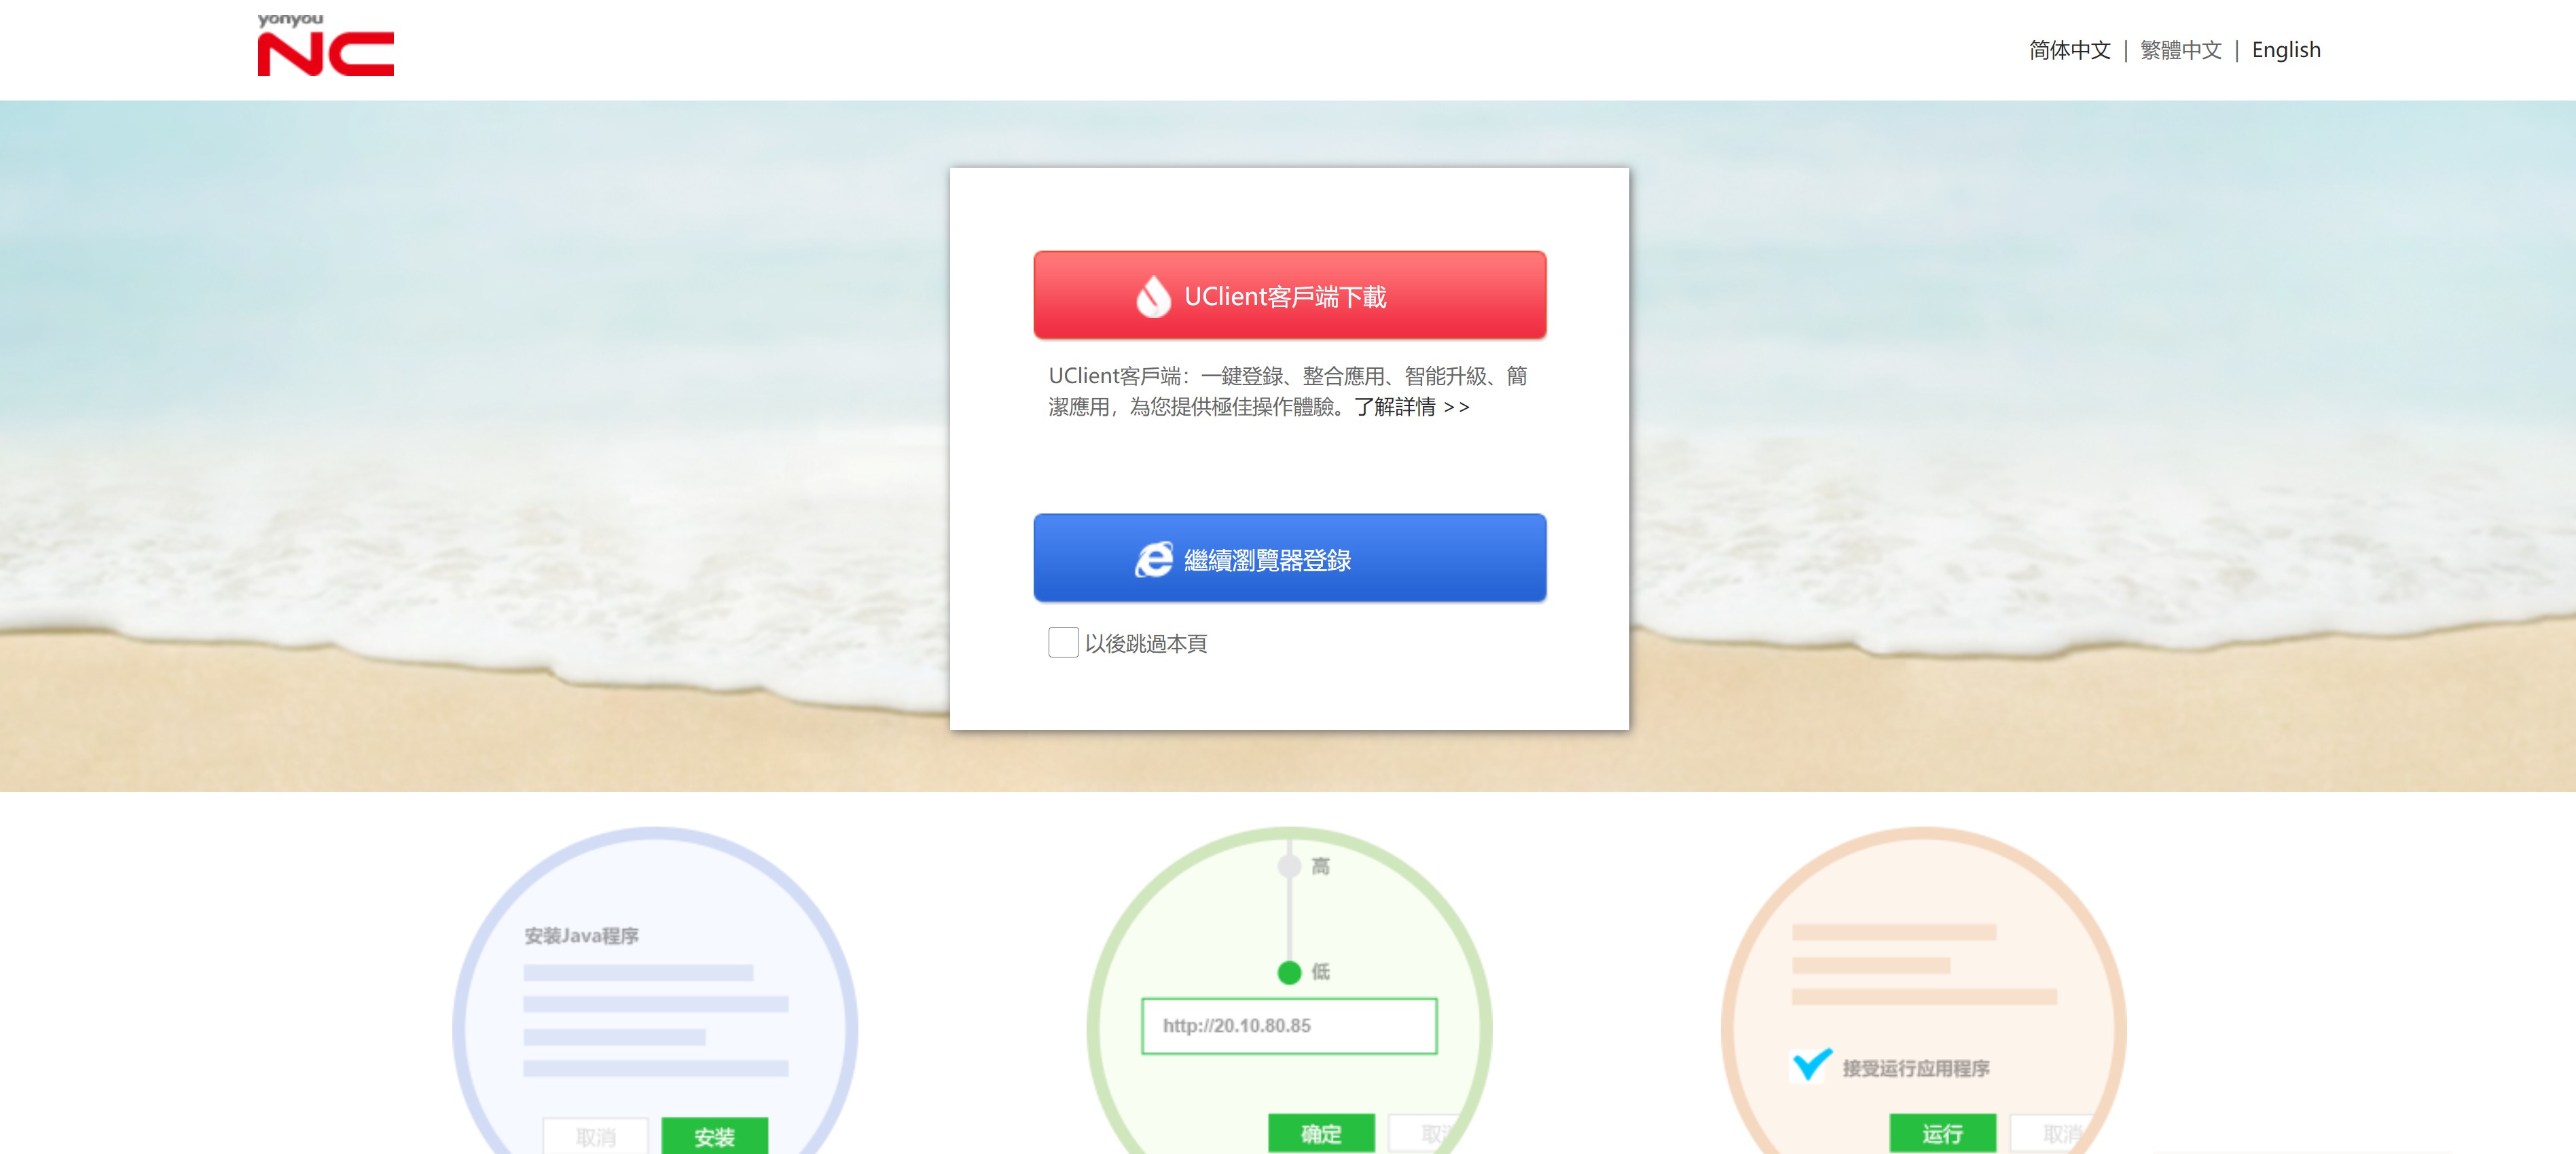 yonyou
NC
简体中文 | 繁體中文 | English
UClient客戶端下載
UClient客戶端：一鍵登錄、整合應用、智能升級、簡
潔應用，為您提供極佳操作體驗。了解詳情 >>
繼續瀏覽器登錄
以後跳過本頁
安装Java程序
取消
安装
高
低
http://20.10.80.85
确定
取消
接受运行应用程序
运行
取消